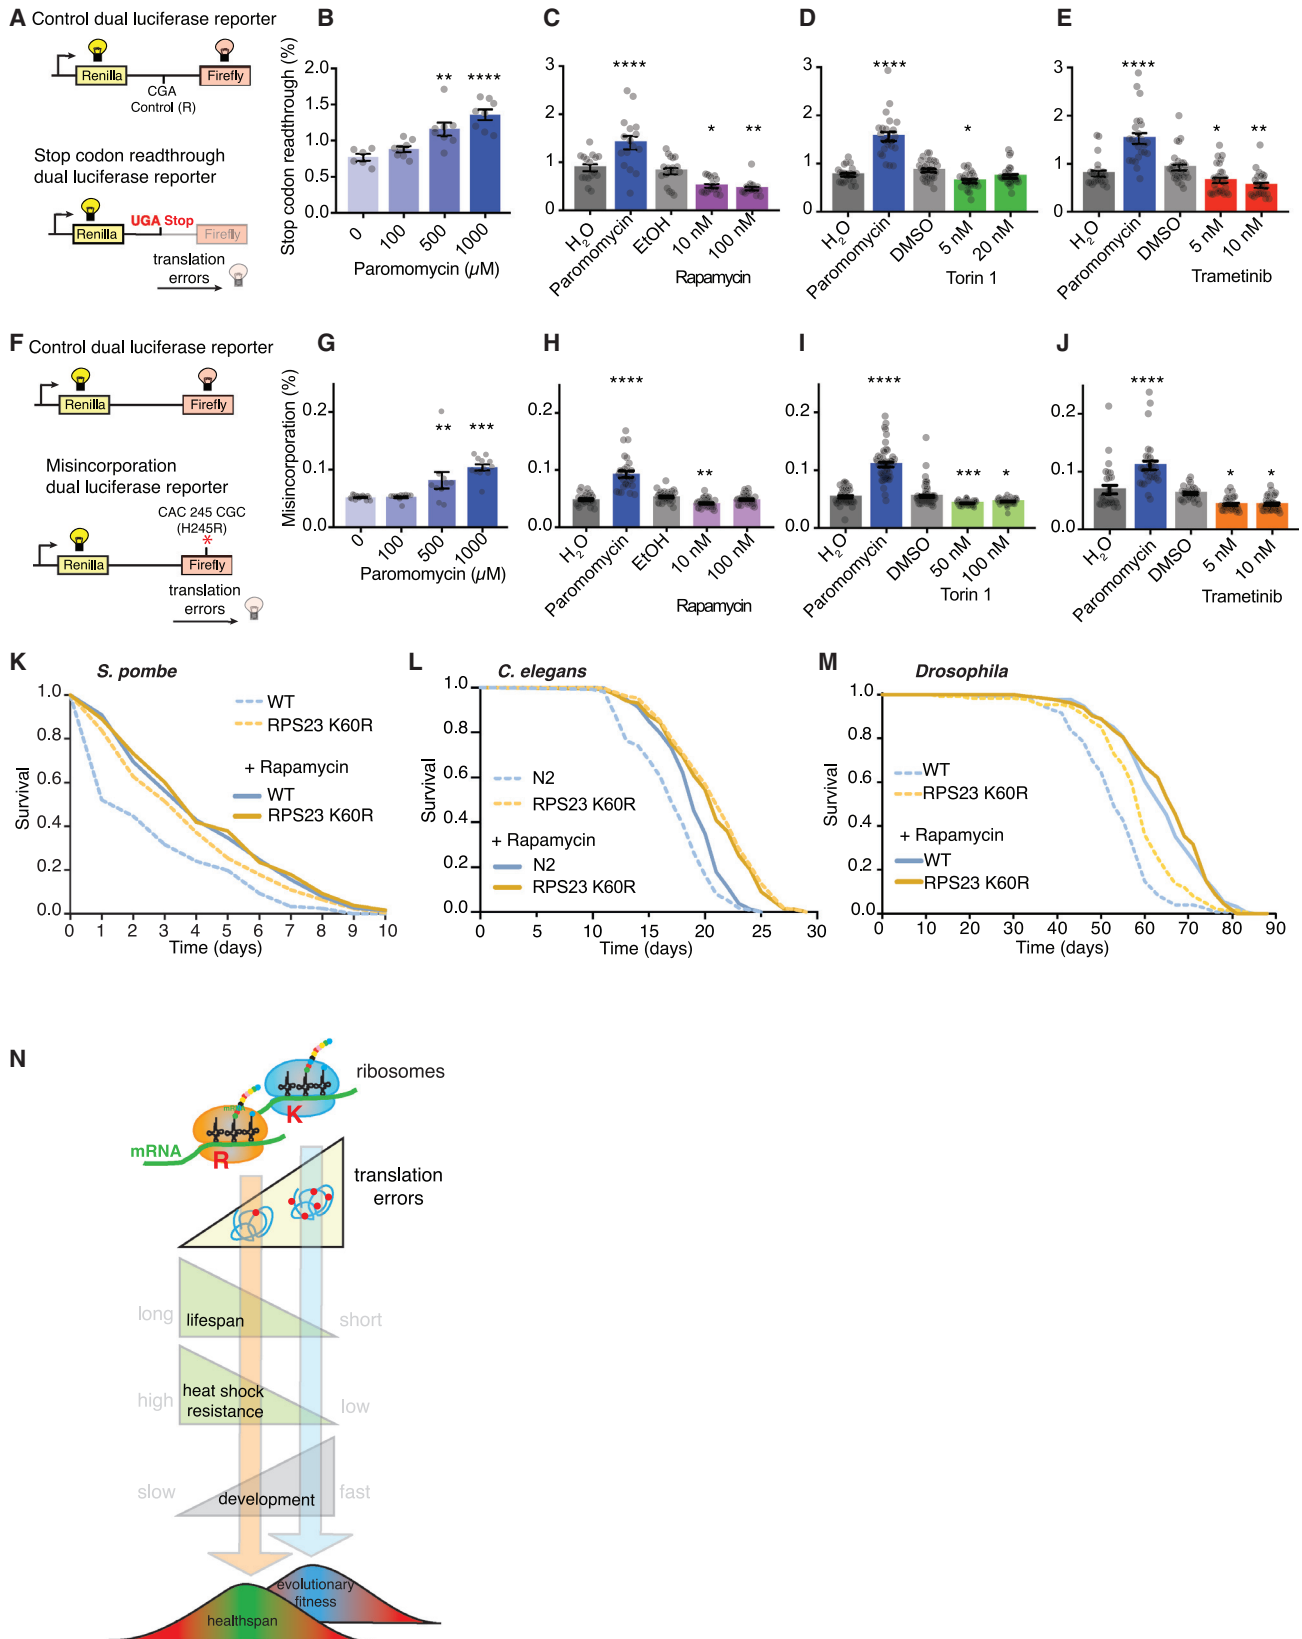 A Control dual luciferase reporter
Renilla
Firefly
CGA
Control (R)
Stop codon readthrough
dual luciferase reporter
UGA Stop
Renilla
Firefly
translation
errors
B
Stop codon readthrough (%)
2.0
1.5
1.0
0.5
0.0
** ****
0 100 500 1000
Paromomycin (µM)
C
3
2
1
0
**** * **
H2O Paromomycin EtOH 10 nM 100 nM
Rapamycin
D
3
2
1
0
**** *
H2O Paromomycin DMSO 5 nM 20 nM
Torin 1
E
3
2
1
0
**** * **
H2O Paromomycin DMSO 5 nM 10 nM
Trametinib
F Control dual luciferase reporter
Renilla
Firefly
Misincorporation
dual luciferase reporter
CAC 245 CGC
(H245R)
*
Renilla
Firefly
translation
errors
G
Misincorporation (%)
0.2
0.1
0.0
** ***
0 100 500 1000
Paromomycin (µM)
H
0.2
0.1
0
**** **
H2O Paromomycin EtOH 10 nM 100 nM
Rapamycin
I
0.2
0.1
0
**** *** *
H2O Paromomycin DMSO 50 nM 100 nM
Torin 1
J
0.2
0.1
0
**** * *
H2O Paromomycin DMSO 5 nM 10 nM
Trametinib
K S. pombe
Survival
1.0
0.8
0.6
0.4
0.2
0.0
WT
RPS23 K60R
+ Rapamycin
WT
RPS23 K60R
0 1 2 3 4 5 6 7 8 9 10
Time (days)
L C. elegans
Survival
1.0
0.8
0.6
0.4
0.2
0.0
N2
RPS23 K60R
+ Rapamycin
N2
RPS23 K60R
0 5 10 15 20 25 30
Time (days)
M Drosophila
Survival
1.0
0.8
0.6
0.4
0.2
0.0
WT
RPS23 K60R
+ Rapamycin
WT
RPS23 K60R
0 10 20 30 40 50 60 70 80 90
Time (days)
N
ribosomes
K
mRNA
mRNA
R
translation
errors
long
lifespan
short
high
heat shock
resistance
low
slow
development
fast
evolutionary
fitness
healthspan